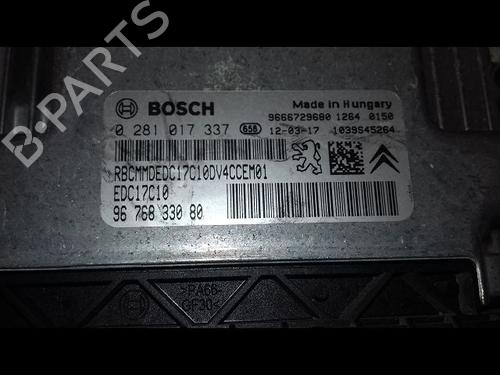 BOSCH
Made in Hungary
9666729680 1264 0150
0 281 017 337 658 12-03-17 1039S45264
RBCMMDEDC17C10DV4CCEM01
EDC17C10
96 768 330 80
>PA66-
GF30<